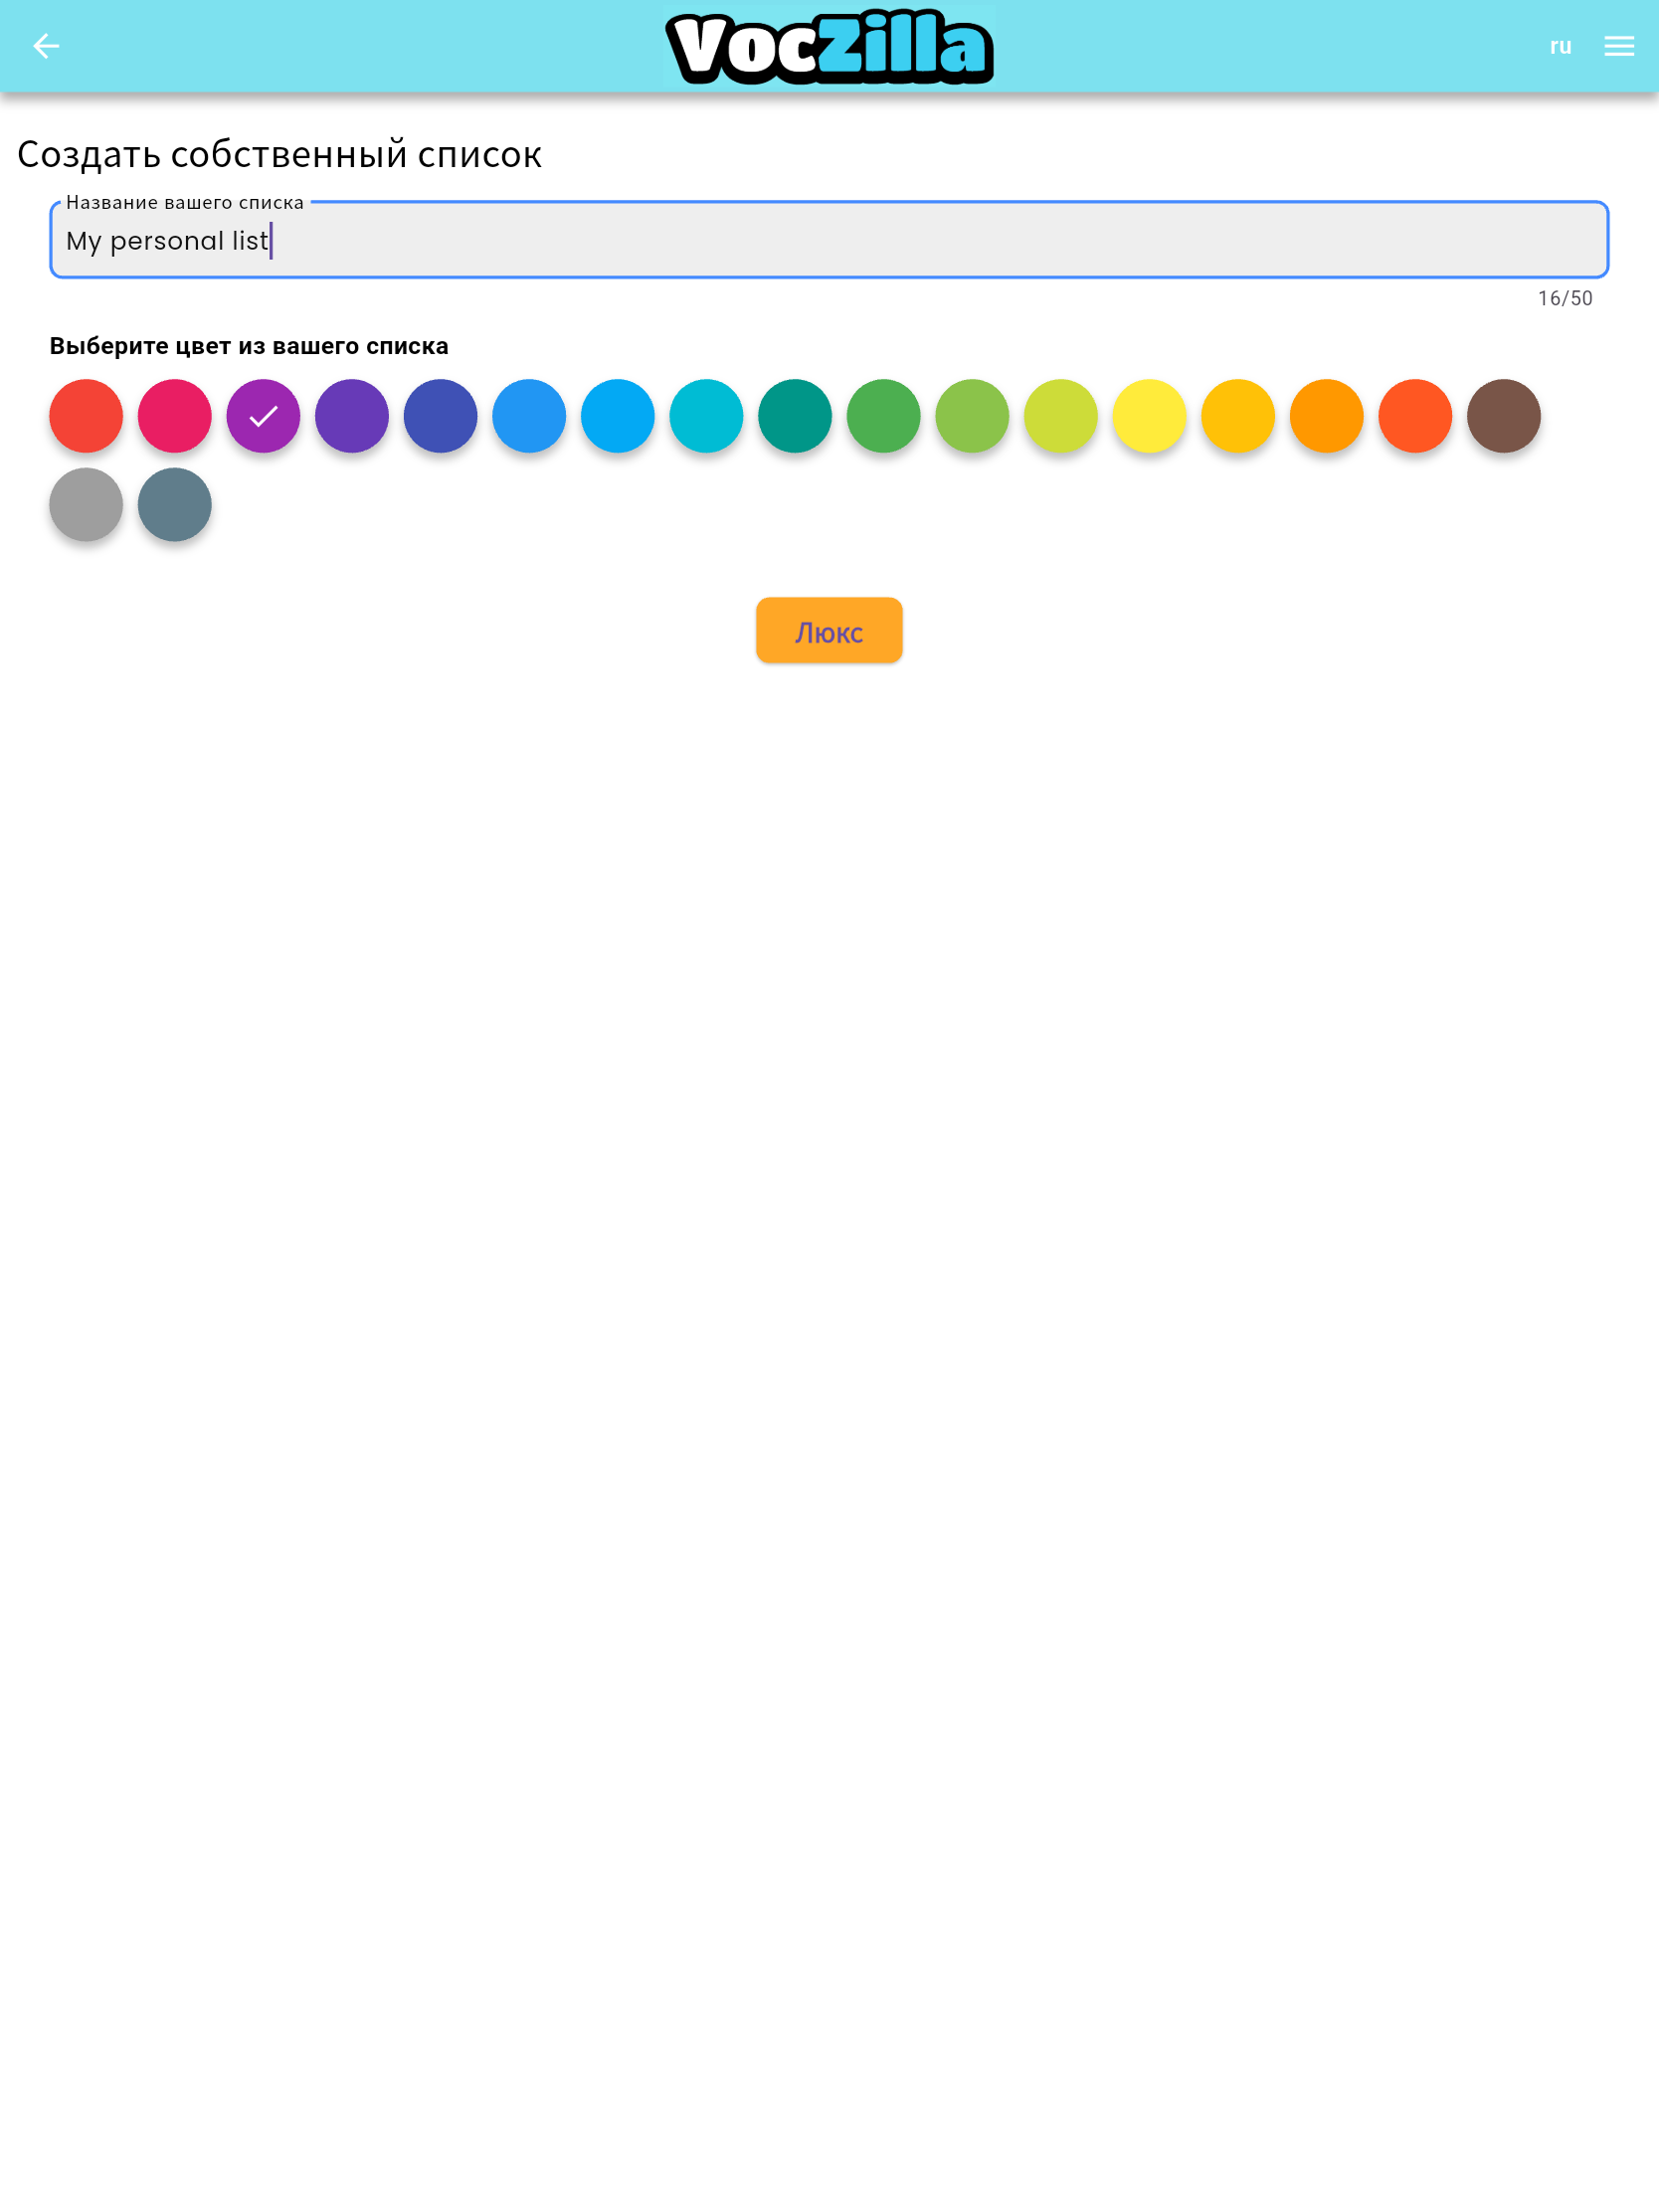 VocZilla
ru
Создать собственный список
Название вашего списка
My personal list
16/50
Выберите цвет из вашего списка
Люкс